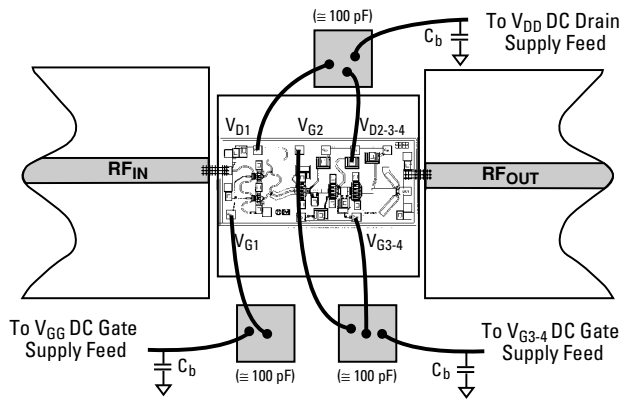 (≅ 100 pF)
C_b
To V_DD DC Drain
Supply Feed
V_D1
V_G2
V_D2-3-4
RF_IN
RF_OUT
V_G1
V_G3-4
To V_GG DC Gate
Supply Feed
C_b
(≅ 100 pF)
(≅ 100 pF)
C_b
To V_G3-4 DC Gate
Supply Feed